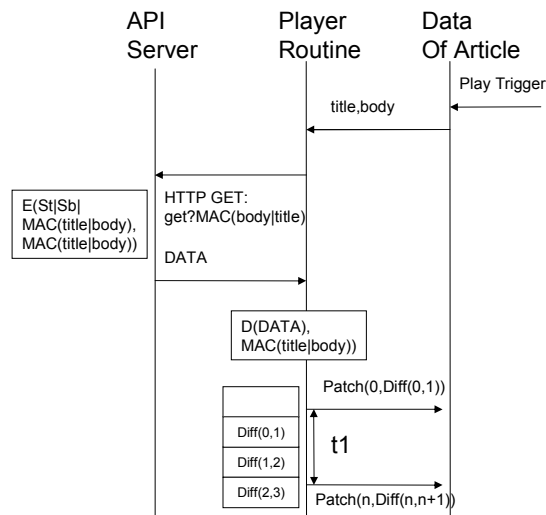 API
Server
Player
Routine
Data
Of Article
Play Trigger
title,body
HTTP GET:
get?MAC(body|title)
E(St|Sb|
MAC(title|body),
MAC(title|body))
DATA
D(DATA),
MAC(title|body))
Patch(0,Diff(0,1))
Diff(0,1)
t1
Diff(1,2)
Diff(2,3)
Patch(n,Diff(n,n+1))